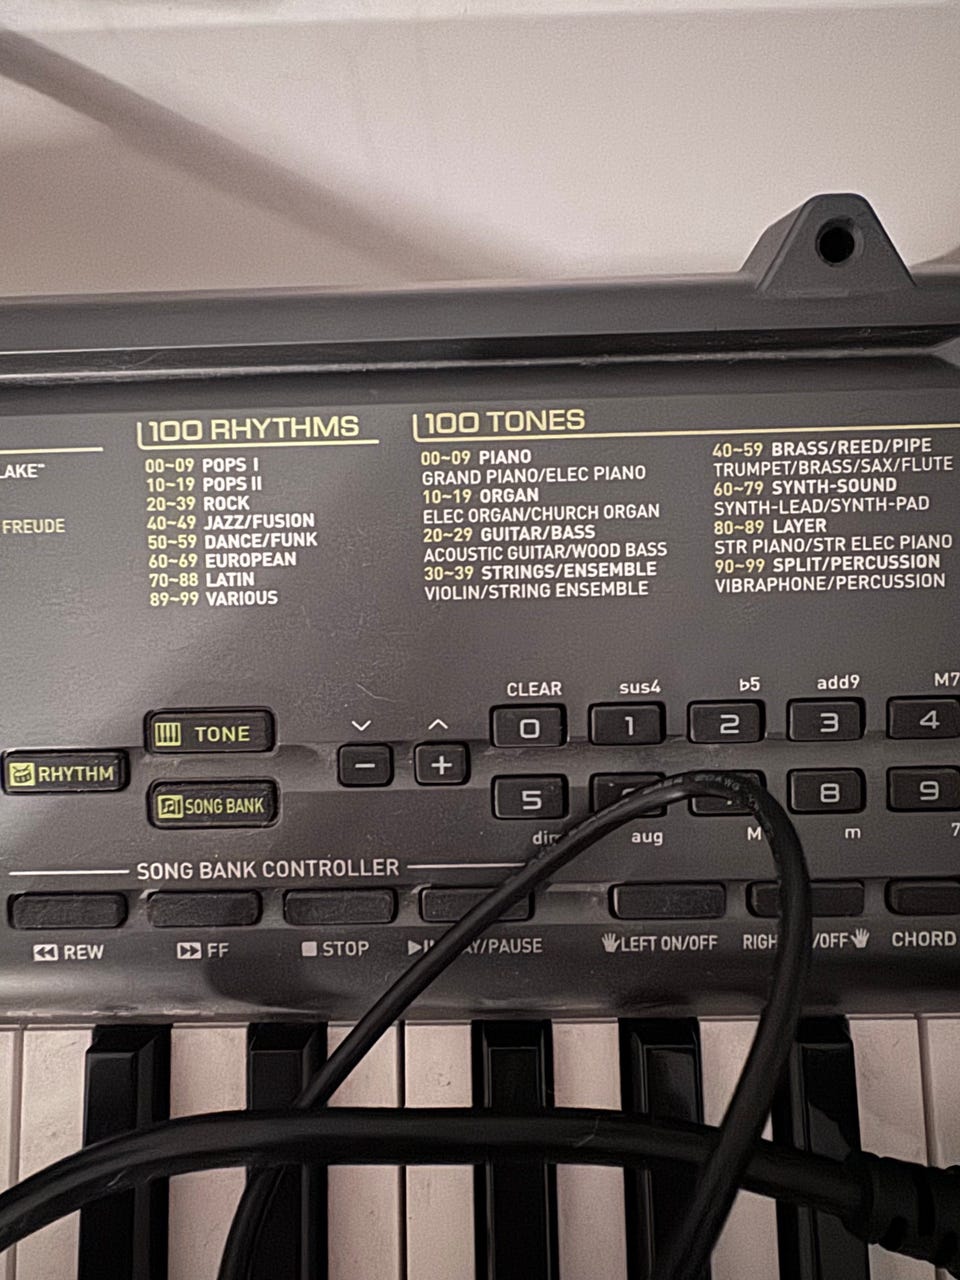 LAKE"
FREUDE
100 RHYTHMS
00~09 POPS I
10~19 POPS II
20~39 ROCK
40~49 JAZZ/FUSION
50~59 DANCE/FUNK
60~69 EUROPEAN
70~88 LATIN
89~99 VARIOUS
100 TONES
00~09 PIANO
GRAND PIANO/ELEC PIANO
10~19 ORGAN
ELEC ORGAN/CHURCH ORGAN
20~29 GUITAR/BASS
ACOUSTIC GUITAR/WOOD BASS
30~39 STRINGS/ENSEMBLE
VIOLIN/STRING ENSEMBLE
40~59 BRASS/REED/PIPE
TRUMPET/BRASS/SAX/FLUTE
60~79 SYNTH-SOUND
SYNTH-LEAD/SYNTH-PAD
80~89 LAYER
STR PIANO/STR ELEC PIANO
90~99 SPLIT/PERCUSSION
VIBRAPHONE/PERCUSSION
CLEAR sus4 ♭5 add9 M7
TONE − + 0 1 2 3 4
RHYTHM
SONG BANK 5 8 9
dim aug M m 7
SONG BANK CONTROLLER
REW FF STOP /PAUSE LEFT ON/OFF /OFF CHORD